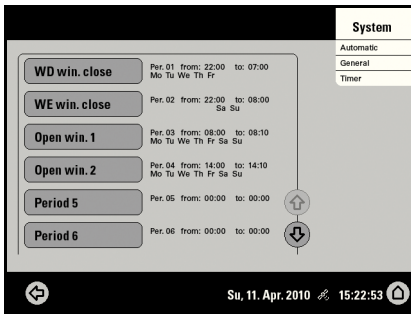 System
Automatic
General
Timer
WD win. close
Per. 01 from: 22:00 to: 07:00
Mo Tu We Th Fr
WE win. close
Per. 02 from: 22:00 to: 08:00
Sa Su
Open win. 1
Per. 03 from: 08:00 to: 08:10
Mo Tu We Th Fr Sa Su
Open win. 2
Per. 04 from: 14:00 to: 14:10
Mo Tu We Th Fr Sa Su
Period 5
Per. 05 from: 00:00 to: 00:00
Period 6
Per. 06 from: 00:00 to: 00:00
Su, 11. Apr. 2010 15:22:53